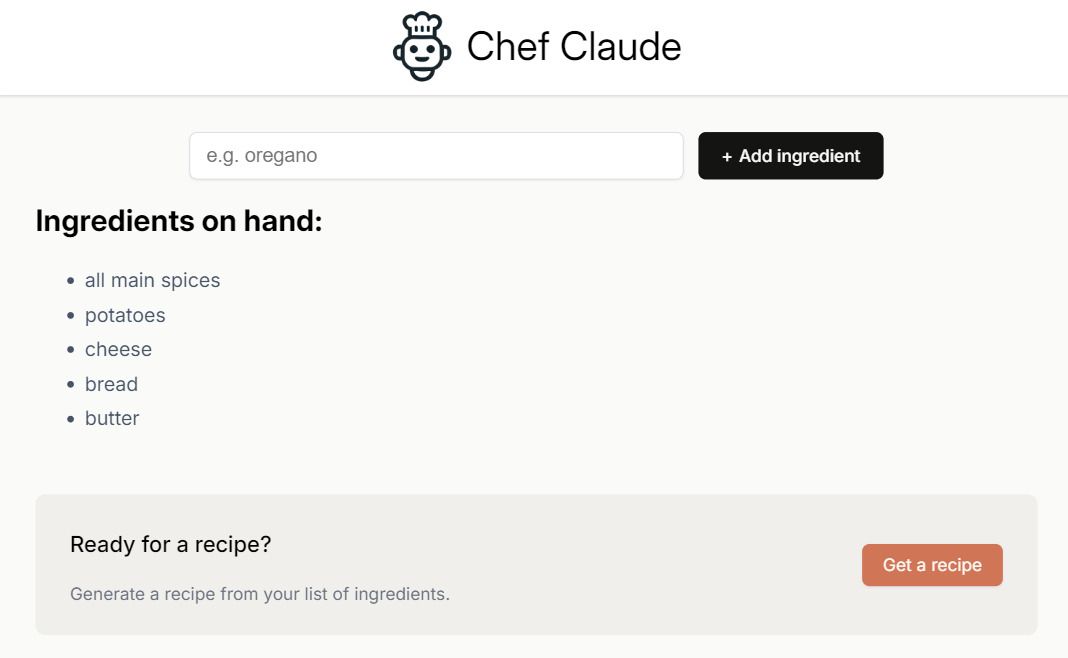 Chef Claude
e.g. oregano
+ Add ingredient
Ingredients on hand:
• all main spices
• potatoes
• cheese
• bread
• butter
Ready for a recipe?
Get a recipe
Generate a recipe from your list of ingredients.